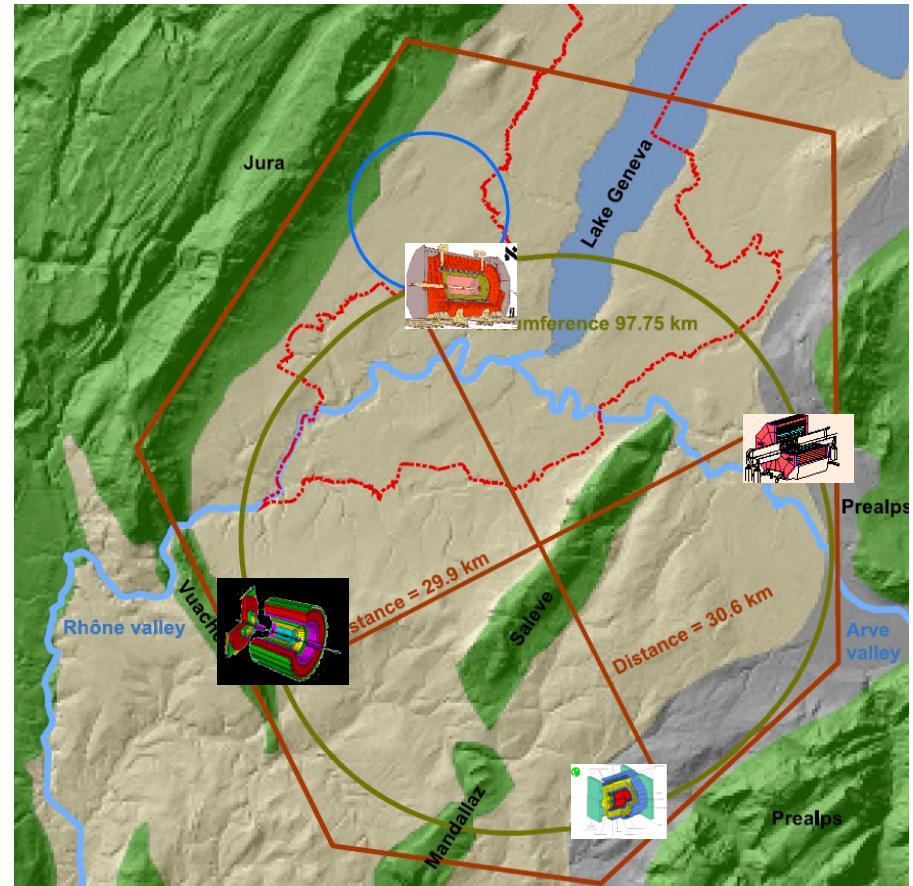 Jura
Lake Geneva
umference 97.75 km
Prealps
Vuache
Rhône valley
stance = 29.9 km
Saleve
Distance = 30.6 km
Arve
valley
Mandallaz
Prealps